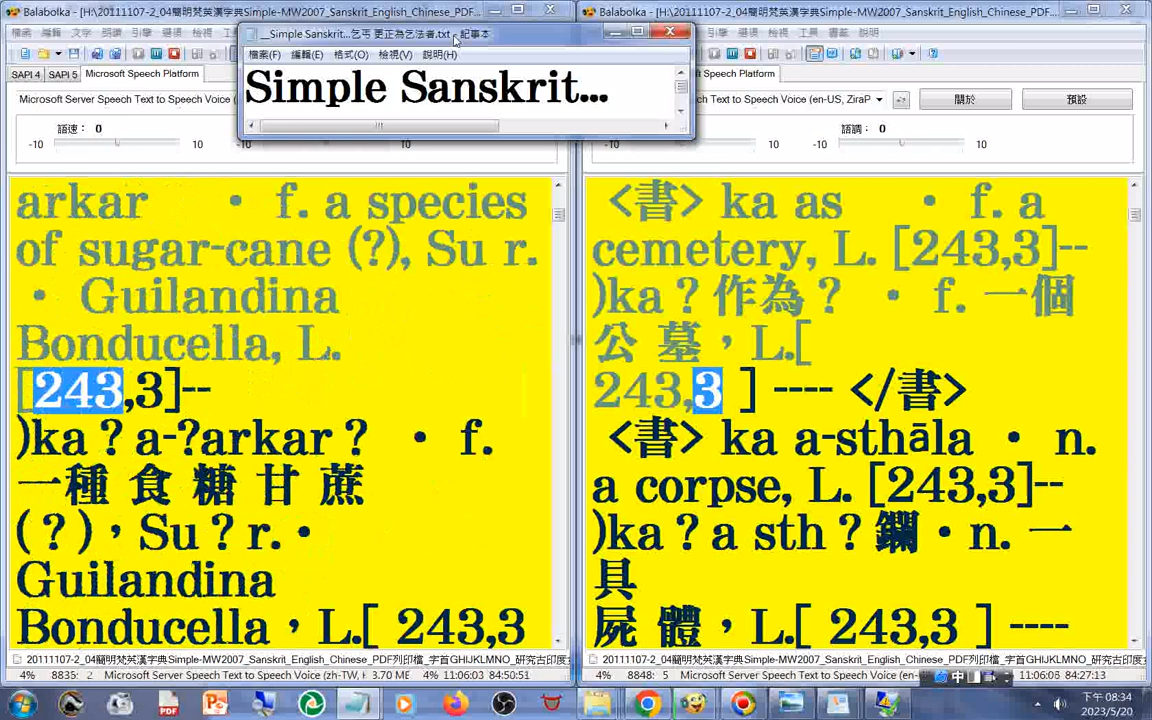 Balabolka - [H:\20111107-2_04簡明梵英漢字典Simple-MW2007_Sanskrit_English_Chinese_PDF...
Balabolka - [H:\20111107-2_04簡明梵英漢字典Simple-MW2007_Sanskrit_English_Chinese_PDF...
__Simple Sanskrit...乞丐 更正為乞法者.txt - 記事本
檔案(F) 編輯(E) 格式(O) 檢視(V) 說明(H)
Simple Sanskrit...
SAPI 4 SAPI 5 Microsoft Speech Platform
t Speech Platform
Microsoft Server Speech Text to Speech Voice (
ch Text to Speech Voice (en-US, ZiraP
關於
預設
語速： 0
語調： 0
-10 10 -10 10
-10 10 -10 10
arkar • f. a species
of sugar-cane (?), Su r.
• Guilandina
Bonducella, L.
[243,3]--
)ka？a-?arkar？ • f.
一種 食 糖 甘 蔗
(？)，Su？r.•
Guilandina
Bonducella，L.[ 243,3
<書> ka as • f. a
cemetery, L. [243,3]--
)ka？作為？ • f. 一個
公 墓，L.[
243,3 ] ---- </書>
<書> ka a-sthāla • n.
a corpse, L. [243,3]--
)ka？a sth？鑭•n. 一
具
屍 體，L.[ 243,3 ] ----
20111107-2_04簡明梵英漢字典Simple-MW2007_Sanskrit_English_Chinese_PDF列印檔_字首GHIJKLMNO_研究古印度
20111107-2_04簡明梵英漢字典Simple-MW2007_Sanskrit_English_Chinese_PDF列印檔_字首GHIJKLMNO_研究古印度
4% 8835: 2 Microsoft Server Speech Text to Speech Voice (zh-TW, 3.70 ME 4% 11:06:03 84:50:51
4% 8848: 5 Microsoft Server Speech Text to Speech Voice 11:06:03 84:27:13
中
下午 08:34
2023/5/20